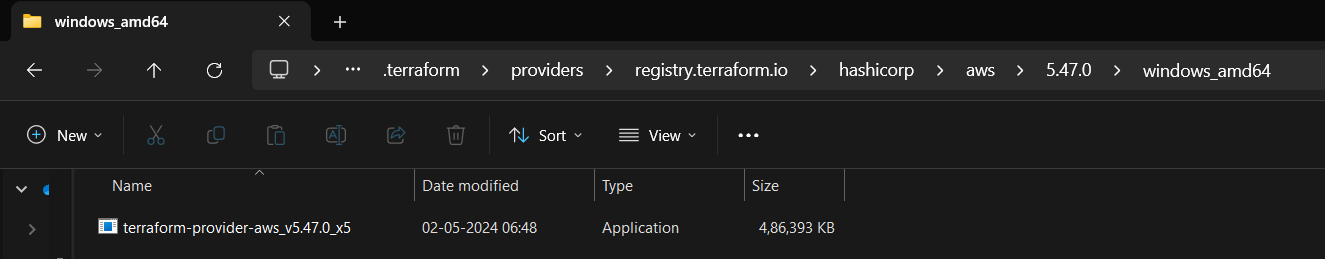 windows_amd64
... .terraform > providers > registry.terraform.io > hashicorp > aws > 5.47.0 > windows_amd64
New Sort View
Name Date modified Type Size
terraform-provider-aws_v5.47.0_x5 02-05-2024 06:48 Application 4,86,393 KB